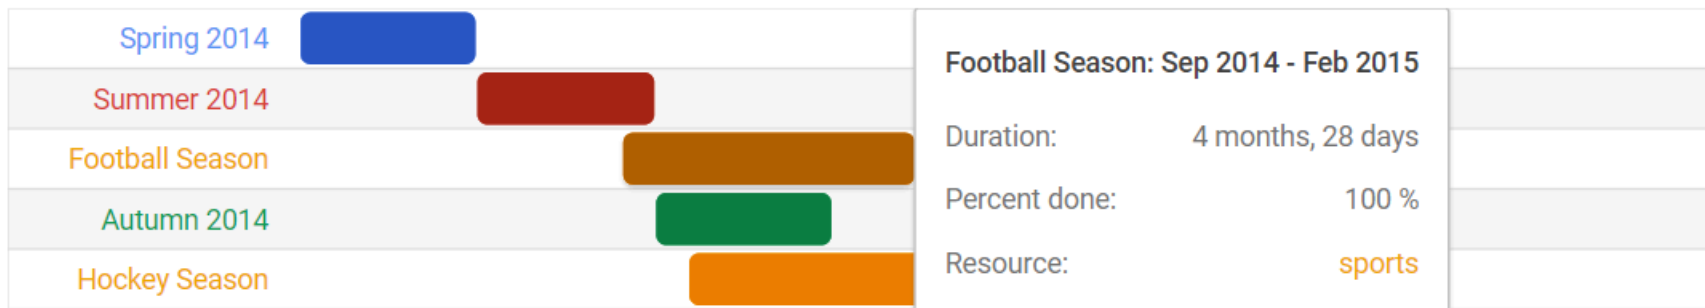 Spring 2014
Summer 2014
Football Season
Autumn 2014
Hockey Season
Football Season: Sep 2014 - Feb 2015
Duration: 4 months, 28 days
Percent done: 100 %
Resource: sports